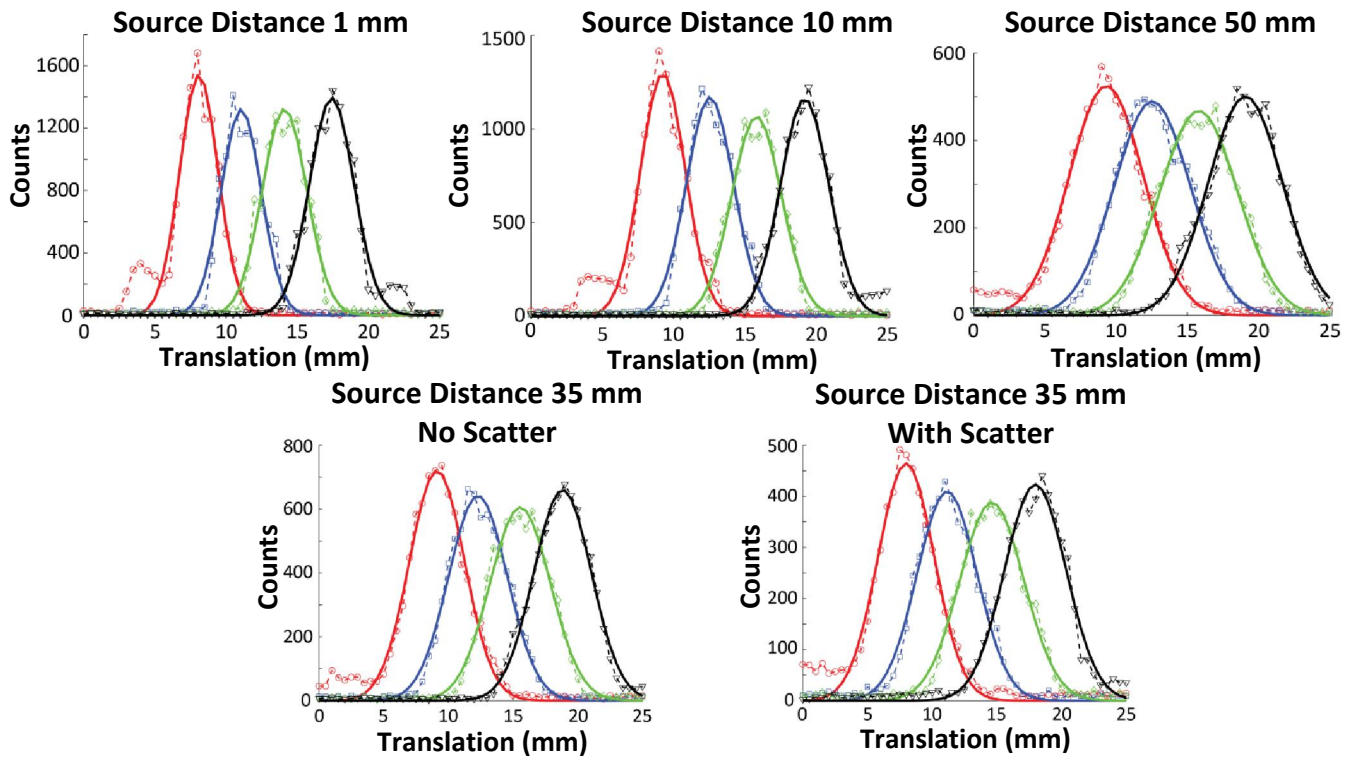 Source Distance 1 mm
Source Distance 10 mm
Source Distance 50 mm
1600
1200
800
400
0
Counts
0 5 10 15 20 25
Translation (mm)
1500
1000
500
0
Counts
0 5 10 15 20 25
Translation (mm)
600
400
200
0
Counts
0 5 10 15 20 25
Translation (mm)
Source Distance 35 mm
No Scatter
800
600
400
200
0
Counts
0 5 10 15 20 25
Translation (mm)
Source Distance 35 mm
With Scatter
500
400
300
200
100
0
Counts
0 5 10 15 20 25
Translation (mm)